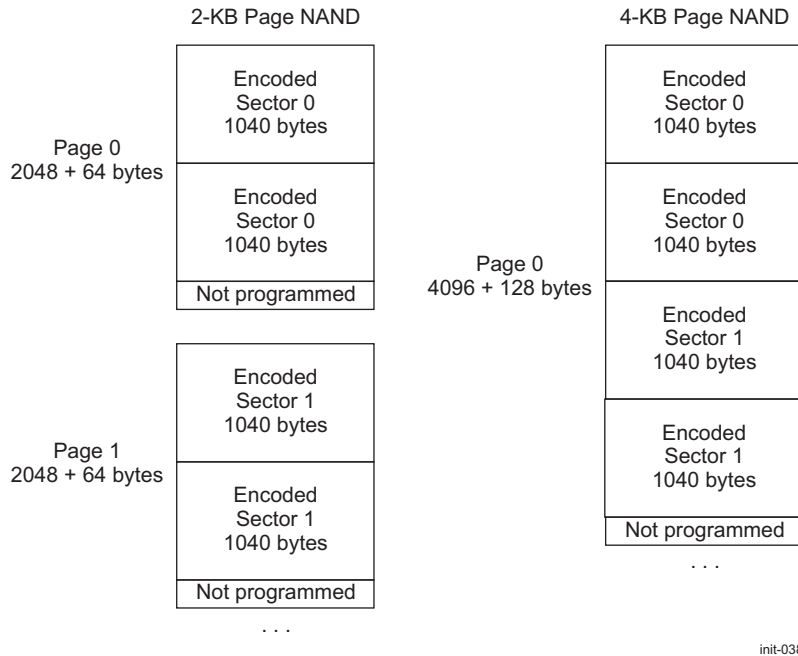 2-KB Page NAND
Page 0
2048 + 64 bytes
Encoded
Sector 0
1040 bytes
Encoded
Sector 0
1040 bytes
Not programmed
Page 1
2048 + 64 bytes
Encoded
Sector 1
1040 bytes
Encoded
Sector 1
1040 bytes
Not programmed
. . .
4-KB Page NAND
Page 0
4096 + 128 bytes
Encoded
Sector 0
1040 bytes
Encoded
Sector 0
1040 bytes
Encoded
Sector 1
1040 bytes
Encoded
Sector 1
1040 bytes
Not programmed
. . .
init-038